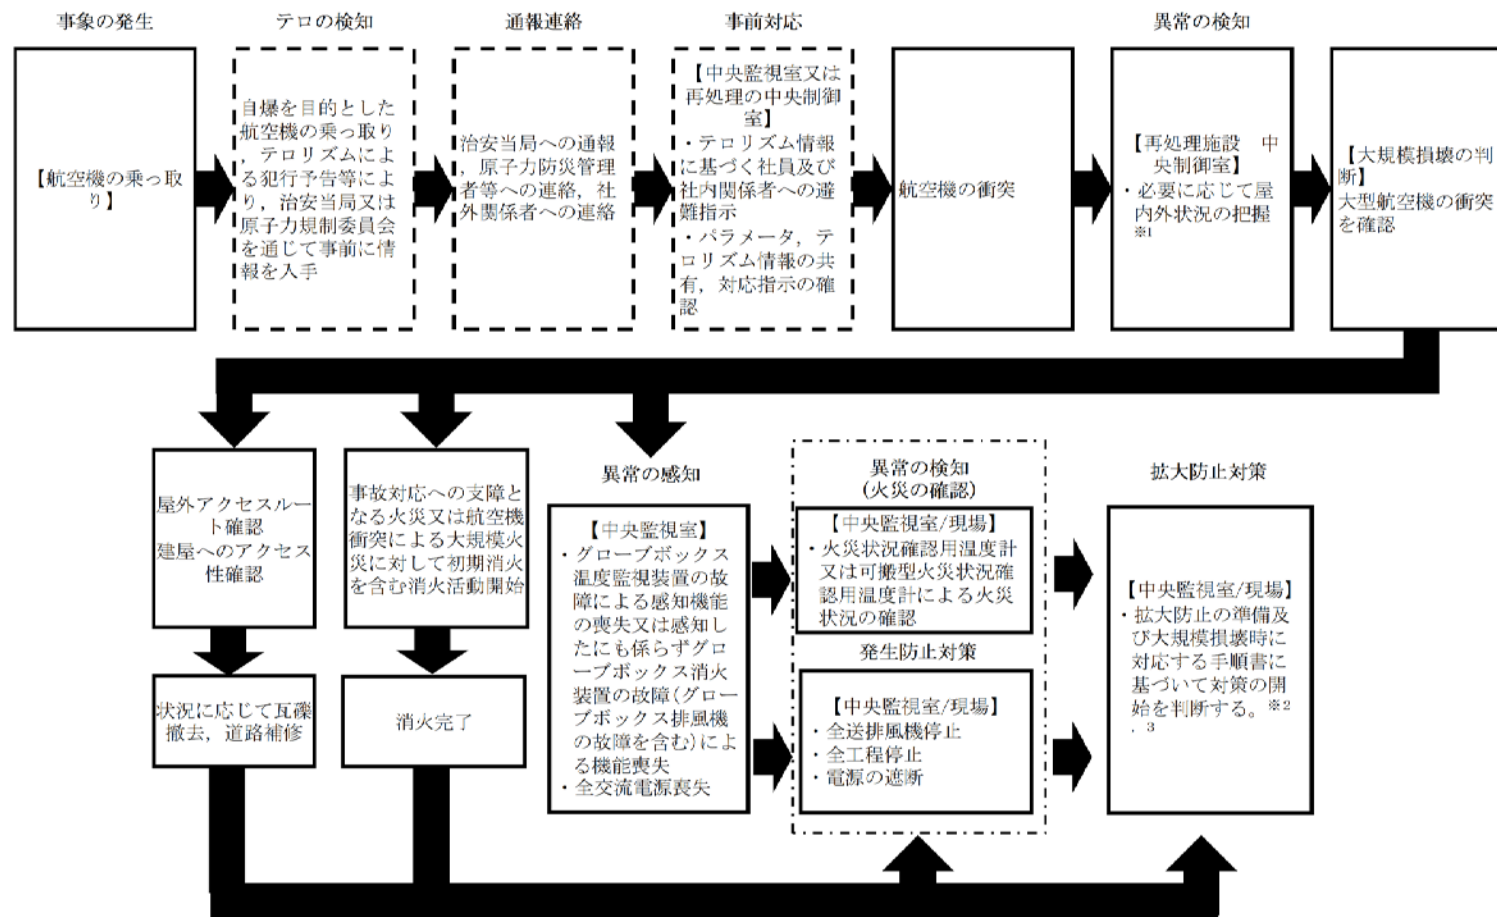 事象の発生
テロの検知
通報連絡
事前対応
異常の検知
【航空機の乗っ取
り】
自爆を目的とした
航空機の乗っ取り
，テロリズムによ
る犯行予告等によ
り，治安当局又は
原子力規制委員会
を通じて事前に情
報を入手
治安当局への通報
，原子力防災管理
者等への連絡，社
外関係者への連絡
【中央監視室又は
再処理の中央制御
室】
・テロリズム情報
に基づく社員及び
社内関係者への避
難指示
・パラメータ，テ
ロリズム情報の共
有，対応指示の確
認
航空機の衝突
【再処理施設　中
央制御室】
・必要に応じて屋
内外状況の把握
※1
【大規模損壊の判
断】
大型航空機の衝突
を確認
屋外アクセスルー
ト確認
建屋へのアクセス
性確認
状況に応じて瓦礫
撤去，道路補修
事故対応への支障と
なる火災又は航空機
衝突による大規模火
災に対して初期消火
を含む消火活動開始
消火完了
異常の感知
【中央監視室】
・グローブボックス
温度監視装置の故
障による感知機能
の喪失又は感知し
たにも係らずグロ
ーブボックス消火
装置の故障(グロー
ブボックス排風機
の故障を含む)によ
る機能喪失
・全交流電源喪失
異常の検知
(火災の確認)
【中央監視室/現場】
・火災状況確認用温度計
又は可搬型火災状況確
認用温度計による火災
状況の確認
発生防止対策
【中央監視室/現場】
・全送排風機停止
・全工程停止
・電源の遮断
拡大防止対策
【中央監視室/現場】
・拡大防止の準備及
び大規模損壊時に
対応する手順書に
基づいて対策の開
始を判断する。※2
，3